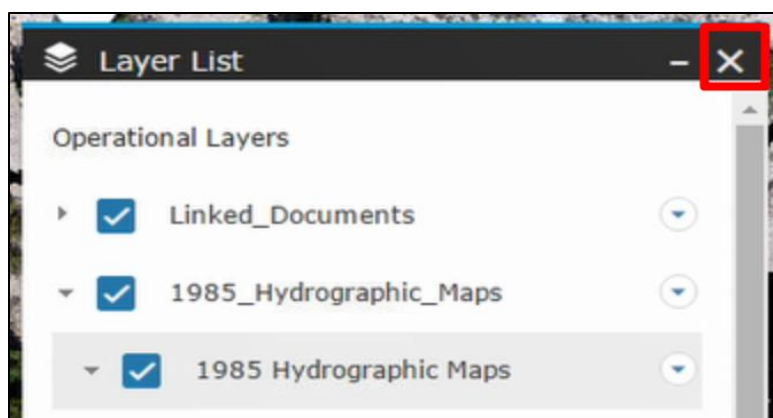 Layer List
Operational Layers
Linked_Documents
1985_Hydrographic_Maps
1985 Hydrographic Maps